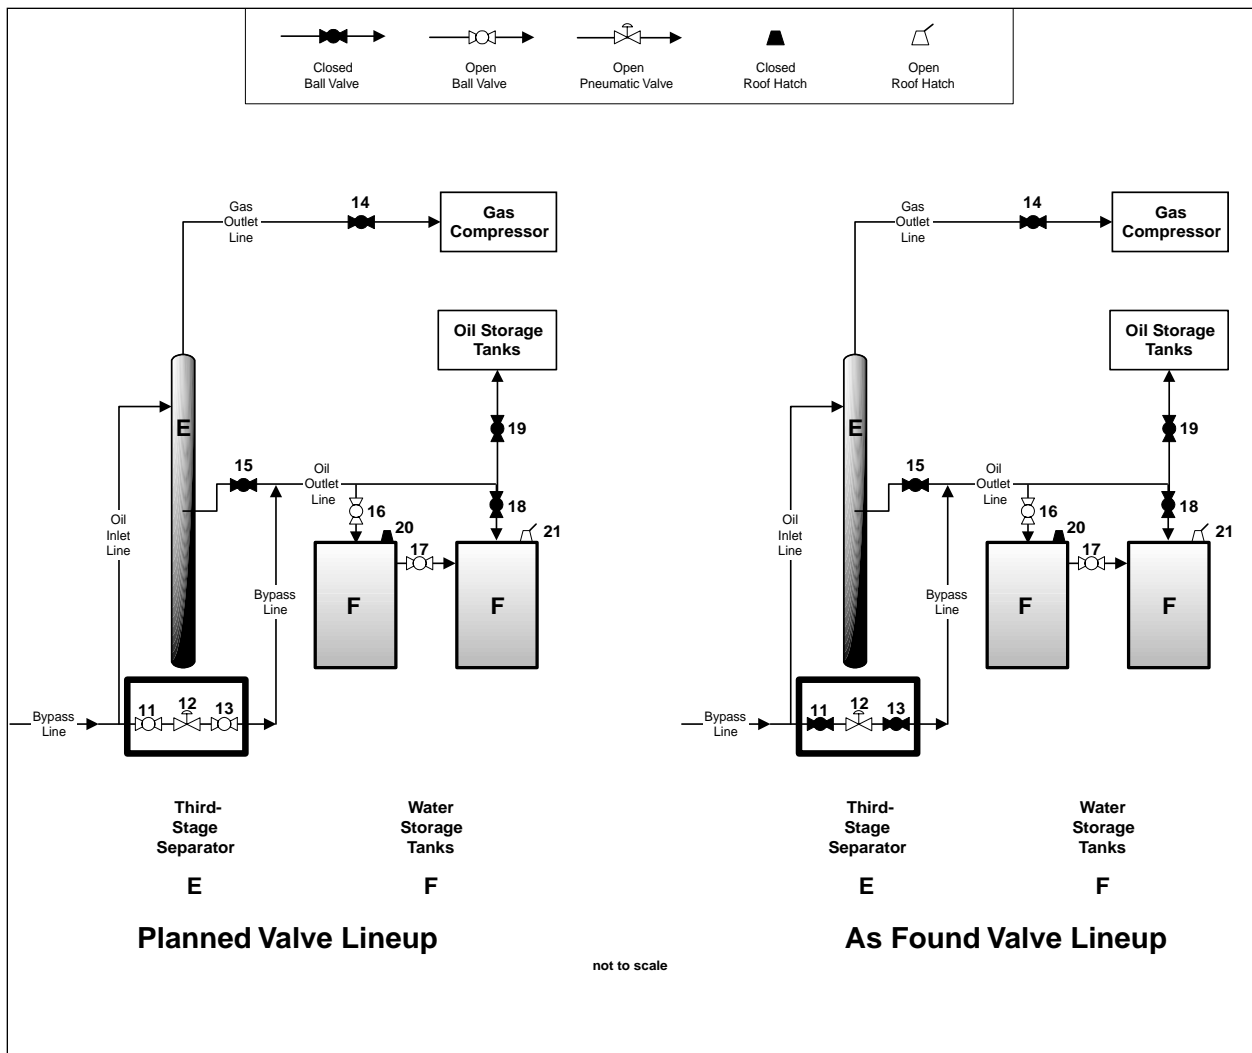 Closed
Ball Valve
Open
Ball Valve
Open
Pneumatic Valve
Closed
Roof Hatch
Open
Roof Hatch
Gas
Outlet
Line
14
Gas
Compressor
Oil Storage
Tanks
E
19
15
Oil
Outlet
Line
18
16
20
21
17
Oil
Inlet
Line
F
F
Bypass
Line
Bypass
Line
11
12
13
Third-
Stage
Separator
E
Water
Storage
Tanks
F
Planned Valve Lineup
Gas
Outlet
Line
14
Gas
Compressor
Oil Storage
Tanks
E
19
15
Oil
Outlet
Line
18
16
20
21
17
Oil
Inlet
Line
F
F
Bypass
Line
Bypass
Line
11
12
13
Third-
Stage
Separator
E
Water
Storage
Tanks
F
As Found Valve Lineup
not to scale